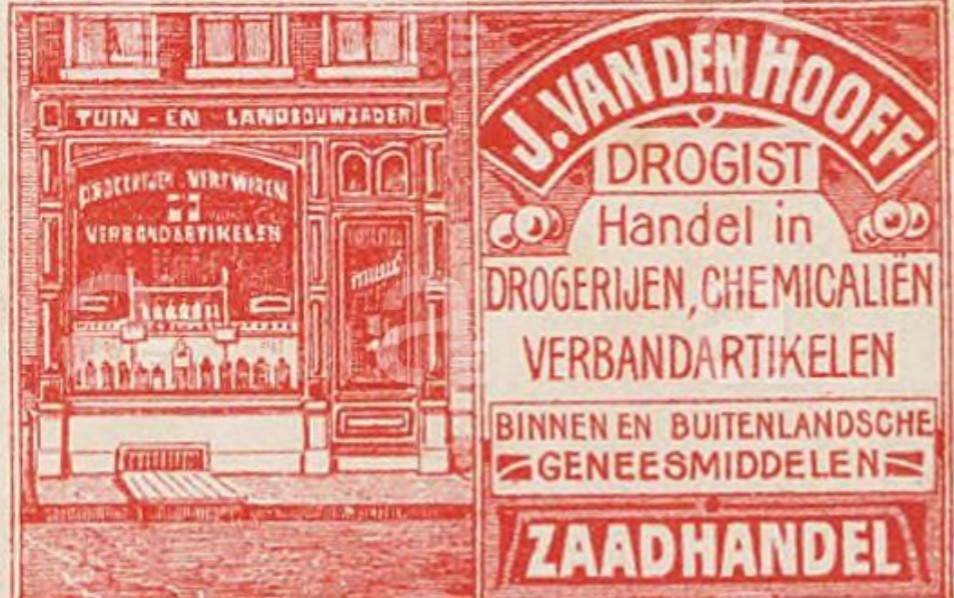 TUIN - EN - LANDBOUWZADEN
DROGERIJEN VERFWAREN
VERBANDARTIKELEN
J. VAN DEN HOOFF
DROGIST
Handel in
DROGERIJEN, CHEMICALIËN
VERBANDARTIKELEN
BINNEN EN BUITENLANDSCHE
GENEESMIDDELEN
ZAADHANDEL